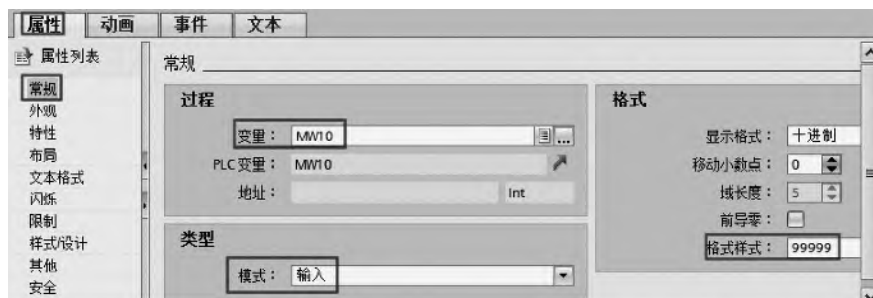 属性 动画 事件 文本
属性列表
常规
外观
特性
布局
文本格式
闪烁
限制
样式/设计
其他
安全
常规
过程
变量： MW10
PLC变量： MW10
地址： Int
类型
模式： 输入
格式
显示格式： 十进制
移动小数点： 0
域长度： 5
前导零：
格式样式： 99999